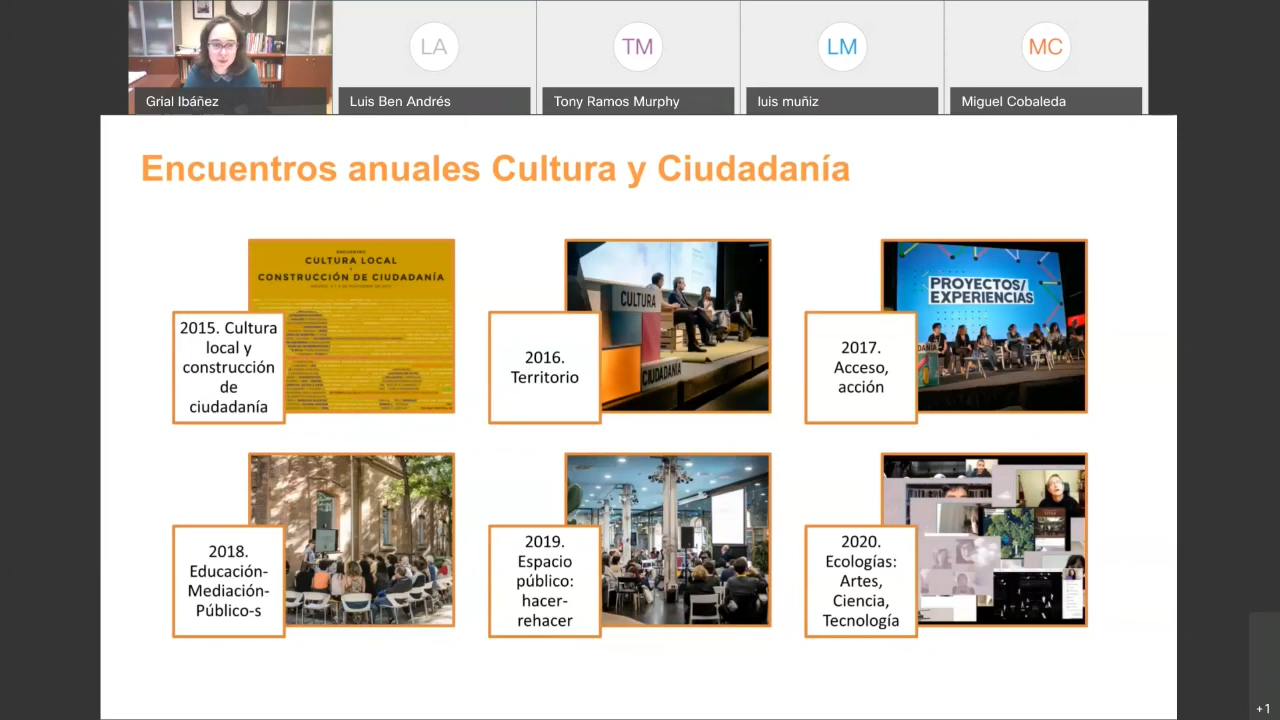 LA
TM
LM
MC
Grial Ibáñez
Luis Ben Andrés
Tony Ramos Murphy
luis muñiz
Miguel Cobaleda
Encuentros anuales Cultura y Ciudadanía
ENCUENTRO
CULTURA LOCAL
CONSTRUCCIÓN DE CIUDADANÍA
2015. Cultura
local y
construcción
de
ciudadanía
CULTURA
CIUDADANÍA
2016.
Territorio
PROYECTOS/
EXPERIENCIAS
2017.
Acceso,
acción
2018.
Educación-
Mediación-
Público-s
2019.
Espacio
público:
hacer-
rehacer
2020.
Ecologías:
Artes,
Ciencia,
Tecnología
+1